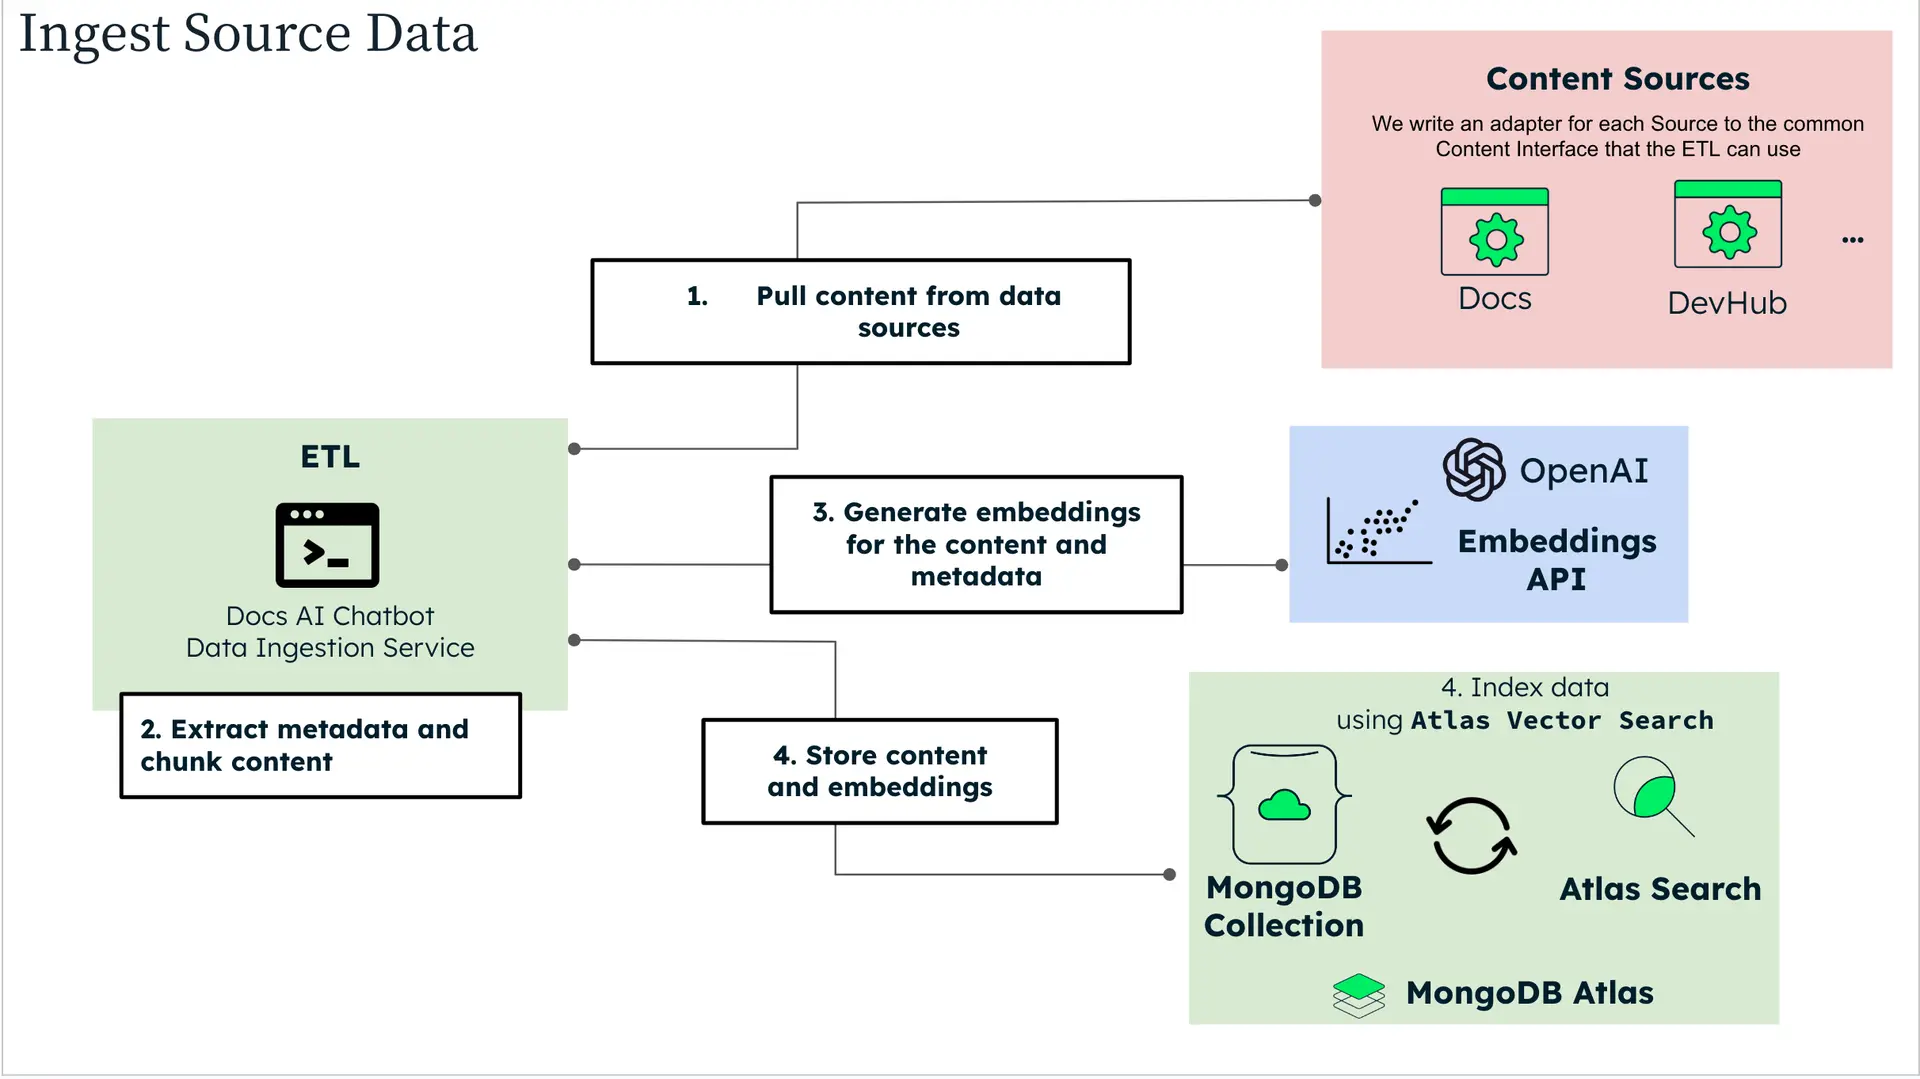 Ingest Source Data
Content Sources
We write an adapter for each Source to the common
Content Interface that the ETL can use
Docs
DevHub
...
1. Pull content from data
sources
ETL
Docs AI Chatbot
Data Ingestion Service
2. Extract metadata and
chunk content
3. Generate embeddings
for the content and
metadata
OpenAI
Embeddings
API
4. Store content
and embeddings
4. Index data
using Atlas Vector Search
MongoDB
Collection
Atlas Search
MongoDB Atlas